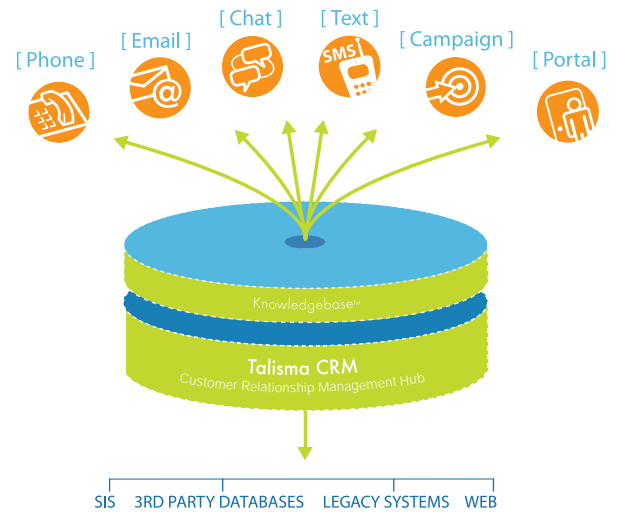 [ Phone ]
[ Email ]
[ Chat ]
[ Text ]
[ Campaign ]
[ Portal ]
@
SMS
Knowledgebase™
Talisma CRM
Customer Relationship Management Hub
SIS 3RD PARTY DATABASES LEGACY SYSTEMS WEB